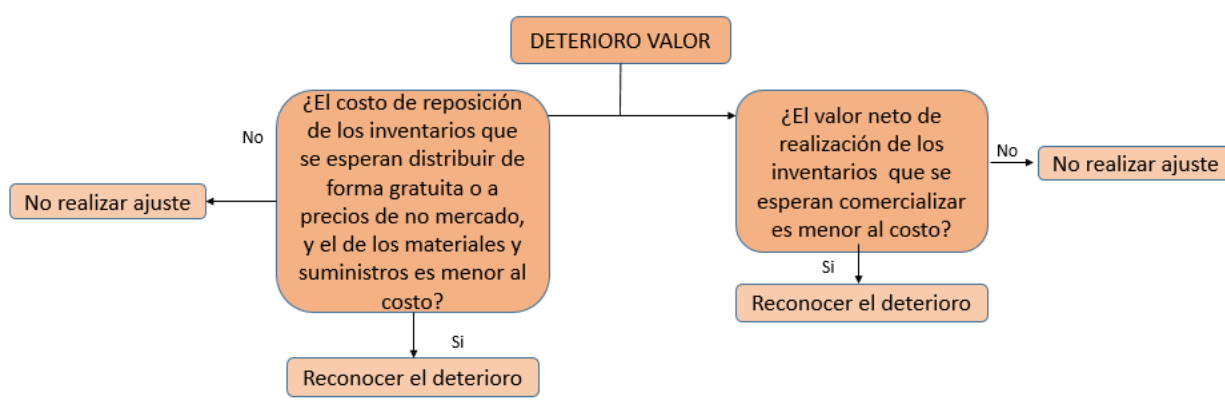 DETERIORO VALOR
¿El costo de reposición
de los inventarios que
se esperan distribuir de
forma gratuita o a
precios de no mercado,
y el de los materiales y
suministros es menor al
costo?
No
No realizar ajuste
Si
Reconocer el deterioro
¿El valor neto de
realización de los
inventarios que se
esperan comercializar
es menor al costo?
No
No realizar ajuste
Si
Reconocer el deterioro